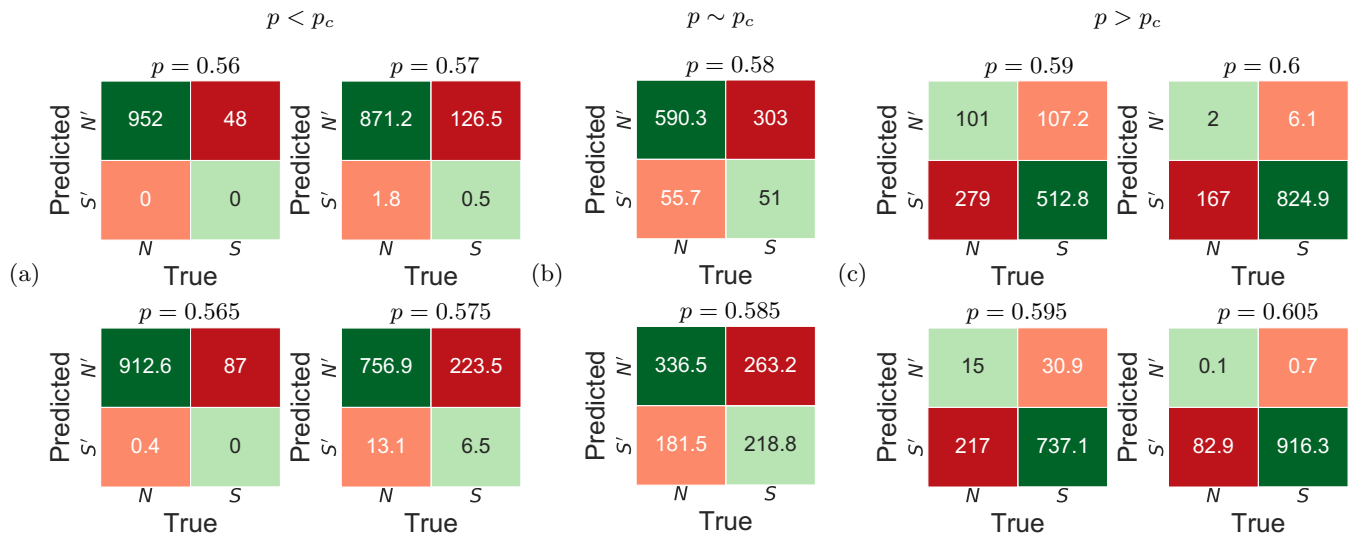 p < p_c
p ∼ p_c
p > p_c
p = 0.56
p = 0.57
p = 0.58
p = 0.59
p = 0.6
Predicted N′ 952 48
S′ 0 0
N S
True
Predicted N′ 871.2 126.5
S′ 1.8 0.5
N S
True
Predicted N′ 590.3 303
S′ 55.7 51
N S
True
Predicted N′ 101 107.2
S′ 279 512.8
N S
True
Predicted N′ 2 6.1
S′ 167 824.9
N S
True
(a)
(b)
(c)
p = 0.565
p = 0.575
p = 0.585
p = 0.595
p = 0.605
Predicted N′ 912.6 87
S′ 0.4 0
N S
True
Predicted N′ 756.9 223.5
S′ 13.1 6.5
N S
True
Predicted N′ 336.5 263.2
S′ 181.5 218.8
N S
True
Predicted N′ 15 30.9
S′ 217 737.1
N S
True
Predicted N′ 0.1 0.7
S′ 82.9 916.3
N S
True